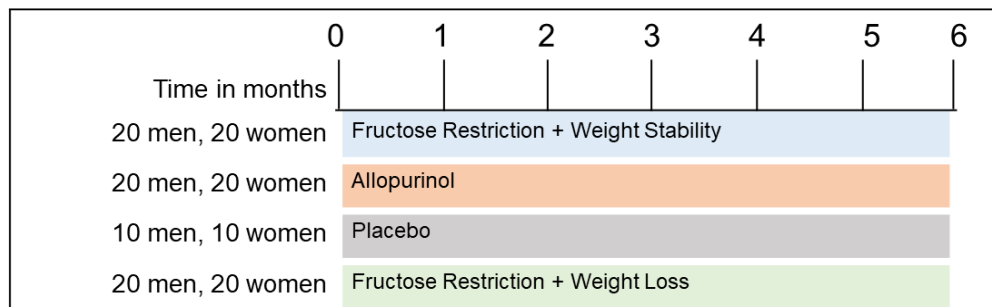 0 1 2 3 4 5 6
Time in months
20 men, 20 women Fructose Restriction + Weight Stability
20 men, 20 women Allopurinol
10 men, 10 women Placebo
20 men, 20 women Fructose Restriction + Weight Loss